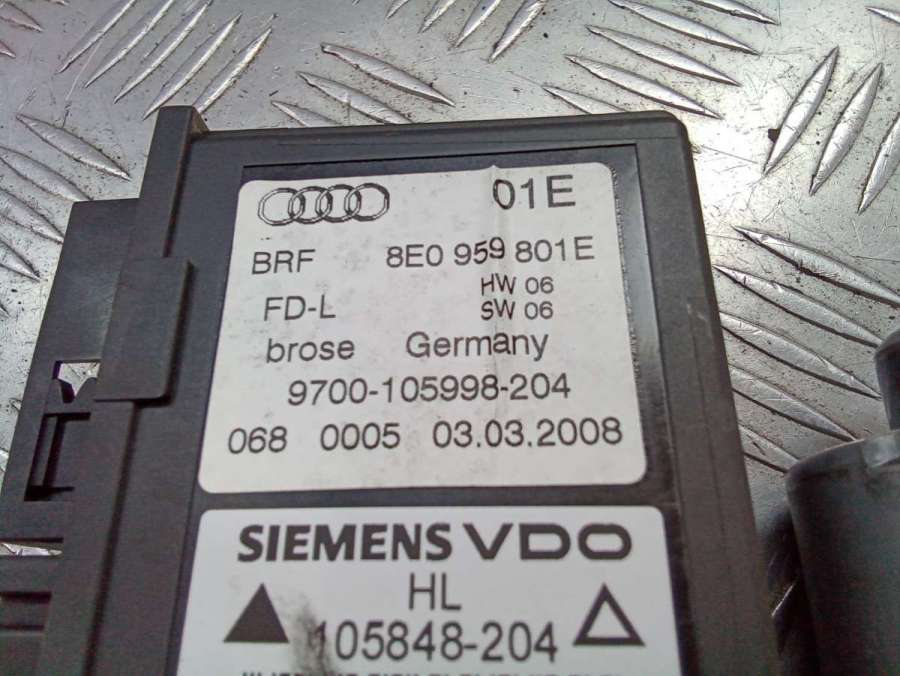 01E
BRF 8E0 959 801E
HW 06
FD-L SW 06
brose Germany
9700-105998-204
068 0005 03.03.2008
SIEMENS VDO
HL
105848-204